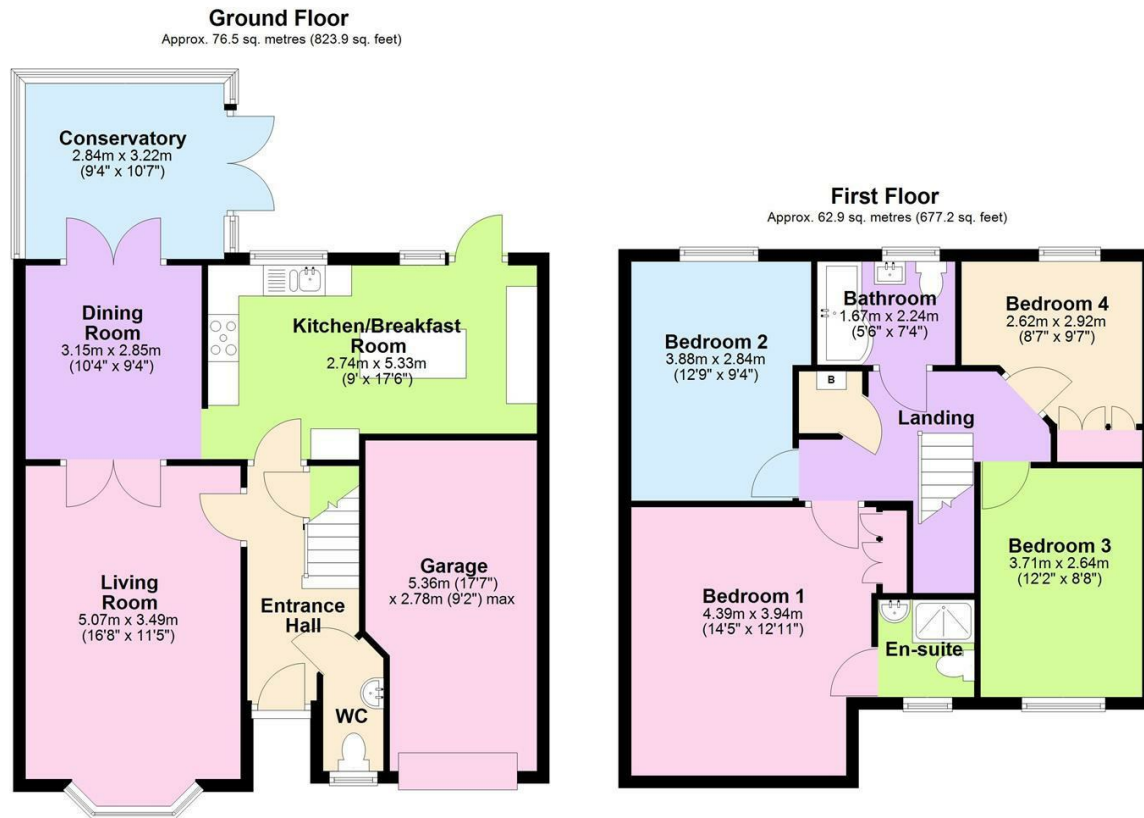 Ground Floor
Approx. 76.5 sq. metres (823.9 sq. feet)
Conservatory
2.84m x 3.22m
(9'4" x 10'7")
Dining
Room
3.15m x 2.85m
(10'4" x 9'4")
Kitchen/Breakfast
Room
2.74m x 5.33m
(9' x 17'6")
Living
Room
5.07m x 3.49m
(16'8" x 11'5")
Entrance
Hall
WC
Garage
5.36m (17'7")
x 2.78m (9'2") max
First Floor
Approx. 62.9 sq. metres (677.2 sq. feet)
Bedroom 2
3.88m x 2.84m
(12'9" x 9'4")
Bathroom
1.67m x 2.24m
(5'6" x 7'4")
Bedroom 4
2.62m x 2.92m
(8'7" x 9'7")
B
Landing
Bedroom 1
4.39m x 3.94m
(14'5" x 12'11")
En-suite
Bedroom 3
3.71m x 2.64m
(12'2" x 8'8")